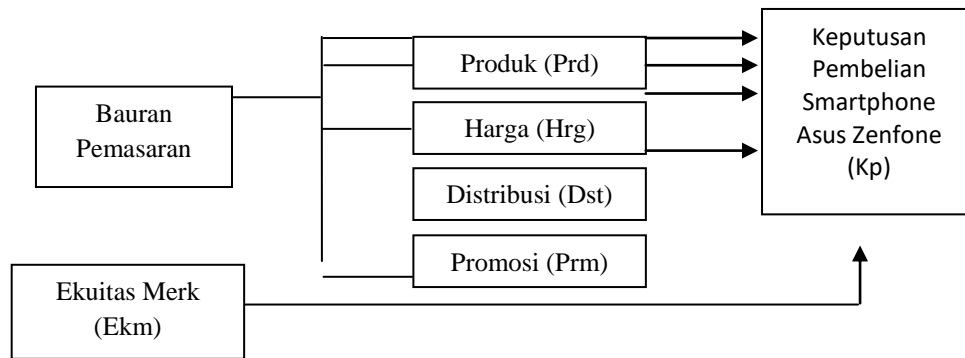 Bauran
Pemasaran
Produk (Prd)
Harga (Hrg)
Distribusi (Dst)
Promosi (Prm)
Keputusan
Pembelian
Smartphone
Asus Zenfone
(Kp)
Ekuitas Merk
(Ekm)